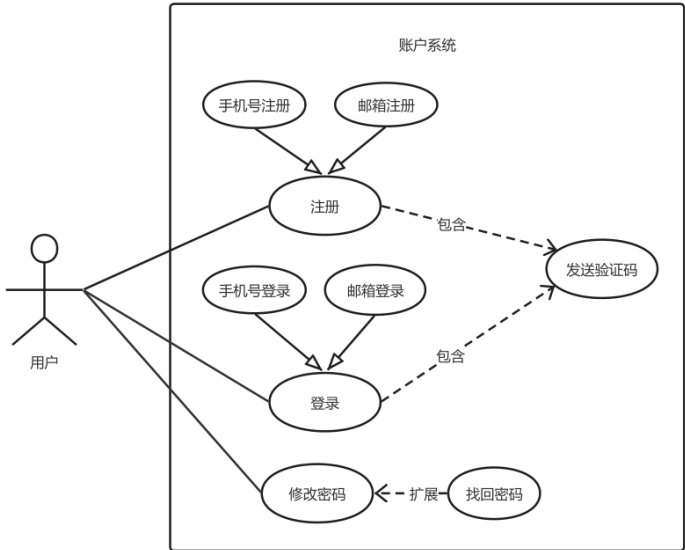 账户系统
手机号注册
邮箱注册
注册
包含
发送验证码
手机号登录
邮箱登录
包含
用户
登录
修改密码
扩展
找回密码